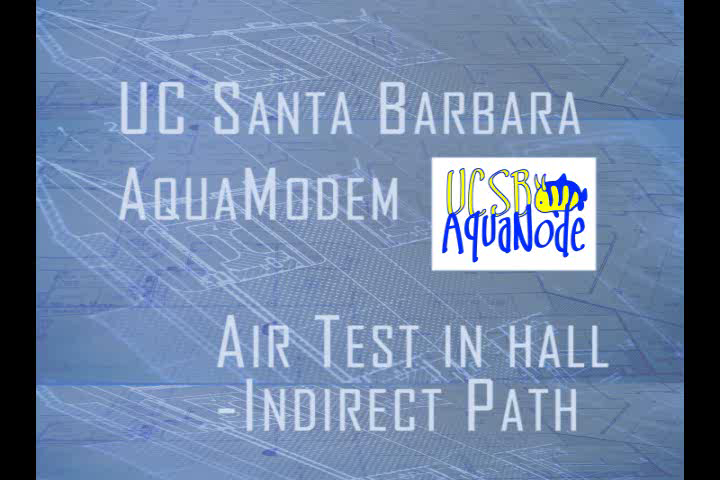 UC SANTA BARBARA
AQUAMODEM
UCSB
AquaNode
AIR TEST IN HALL
-INDIRECT PATH